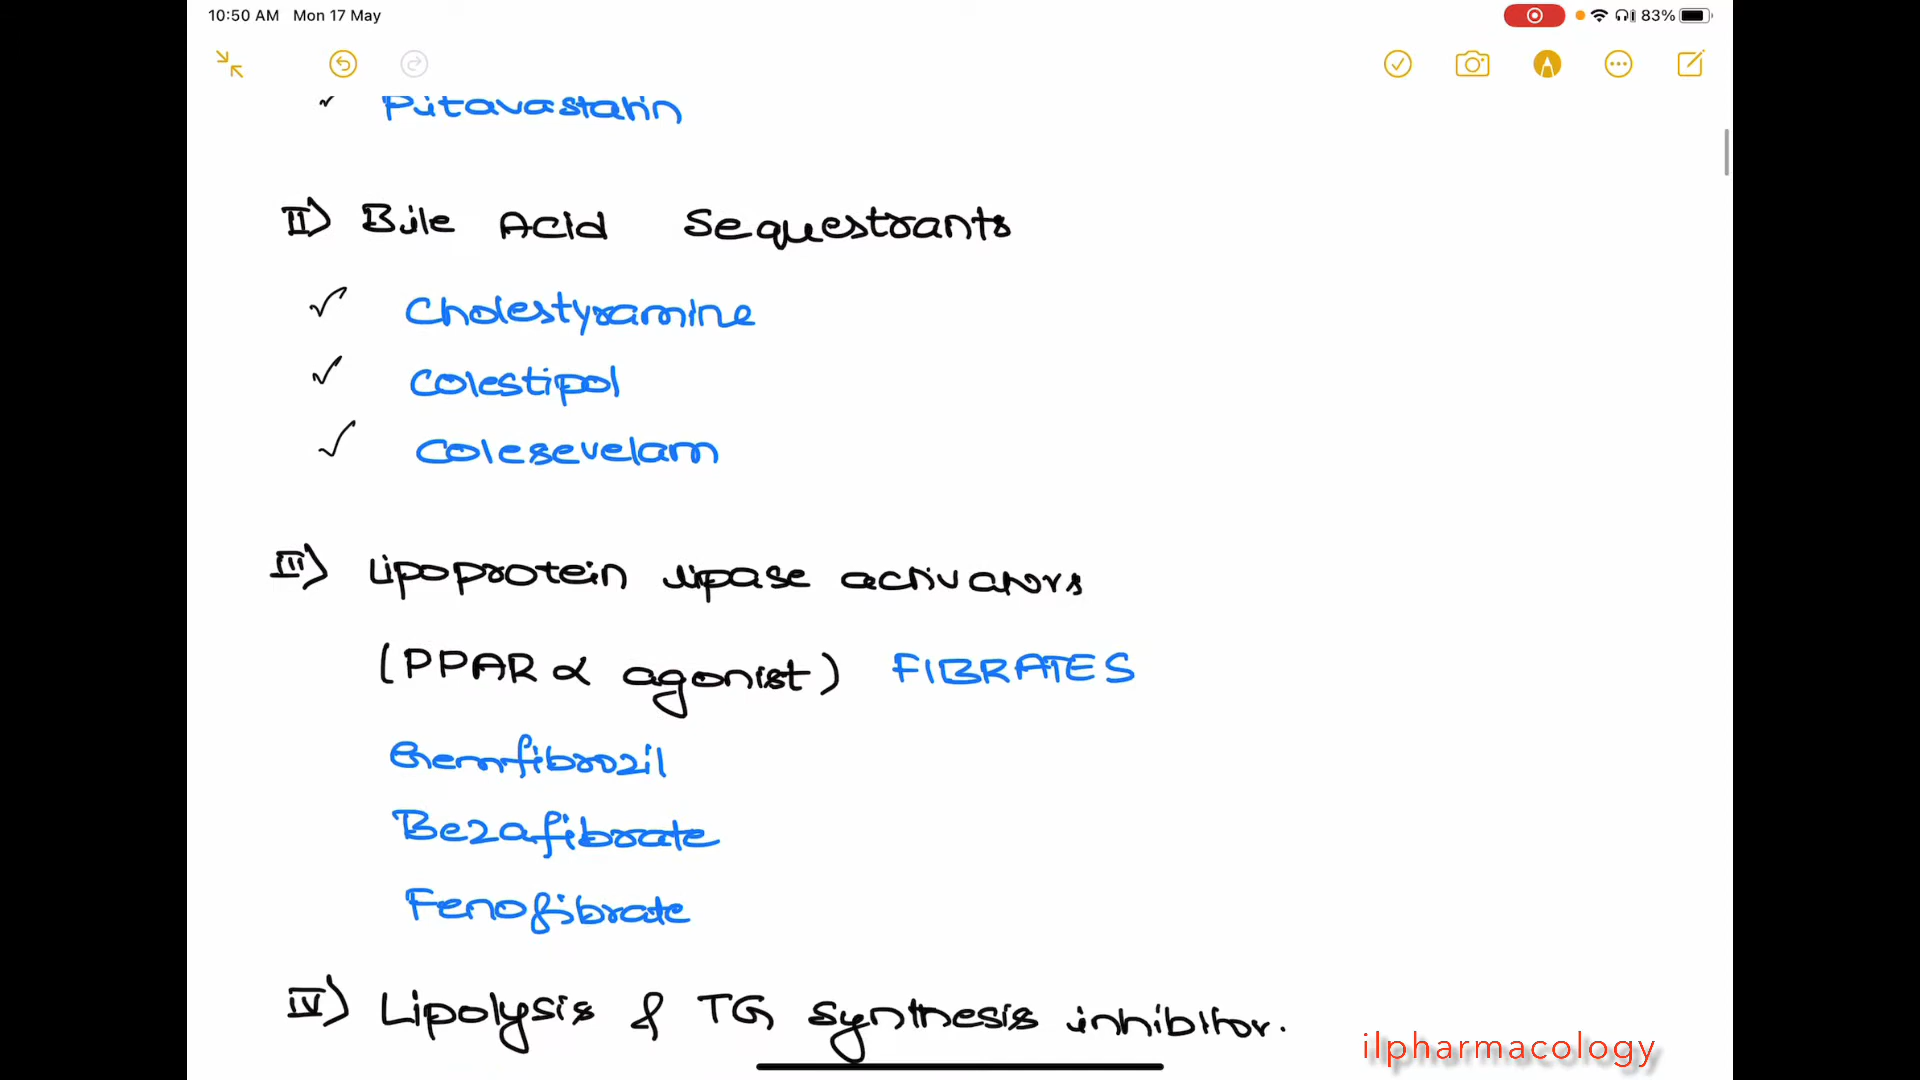 10:50 AM Mon 17 May
83%
Pitavastatin
II) Bile Acid Sequestrants
Cholestyramine
Colestipol
Colesevelam
III) Lipoprotein lipase activators
(PPAR α agonist) FIBRATES
Gemfibrozil
Bezafibrate
Fenofibrate
IV) Lipolysis & TG synthesis inhibitor.
ilpharmacology